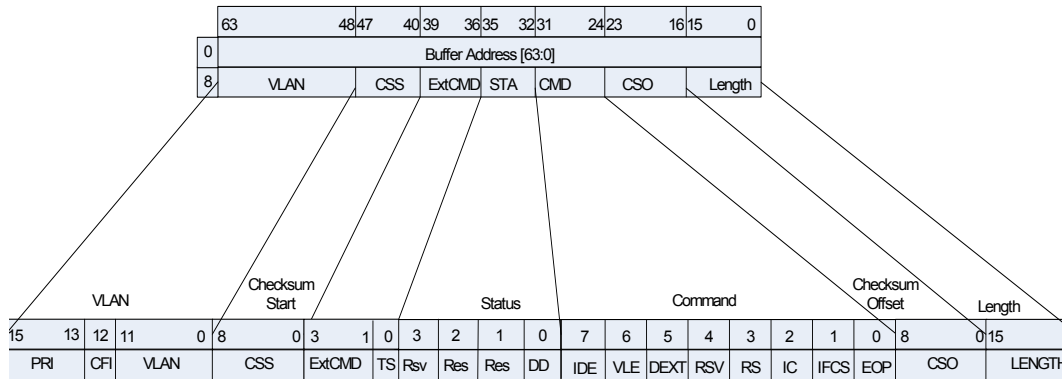 63 48 47 40 39 36 35 32 31 24 23 16 15 0
0 Buffer Address [63:0]
8 VLAN CSS ExtCMD STA CMD CSO Length
VLAN Checksum Start Status Command Checksum Offset Length
15 13 12 11 0 8 0 3 1 0 3 2 1 0 7 6 5 4 3 2 1 0 8 0 15
PRI CFI VLAN CSS ExtCMD TS Rsv Res Res DD IDE VLE DEXT RSV RS IC IFCS EOP CSO LENGTH